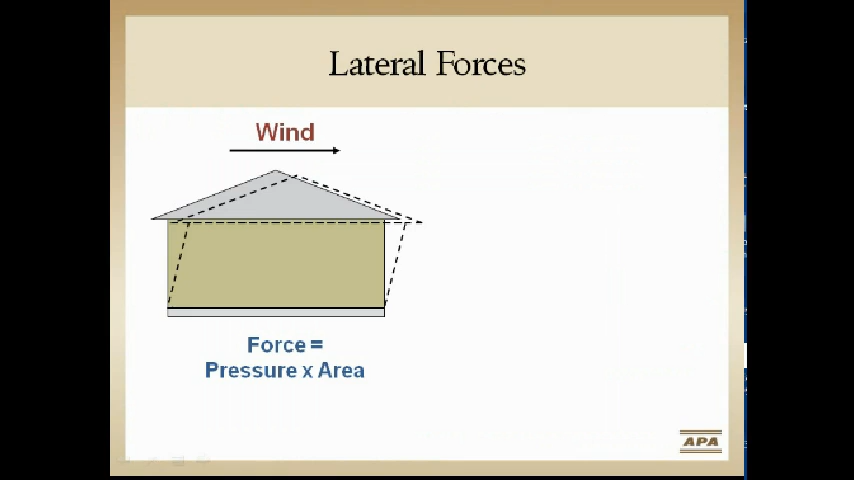 Lateral Forces
Wind
Force =
Pressure x Area
APA